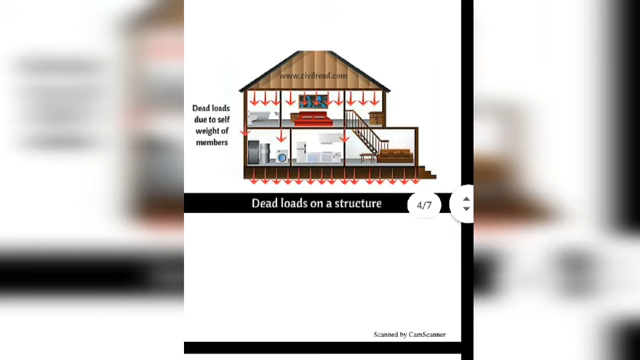 www.civilread.com
Dead loads
due to self
weight of
members
Dead loads on a structure
4/7
Scanned by CamScanner